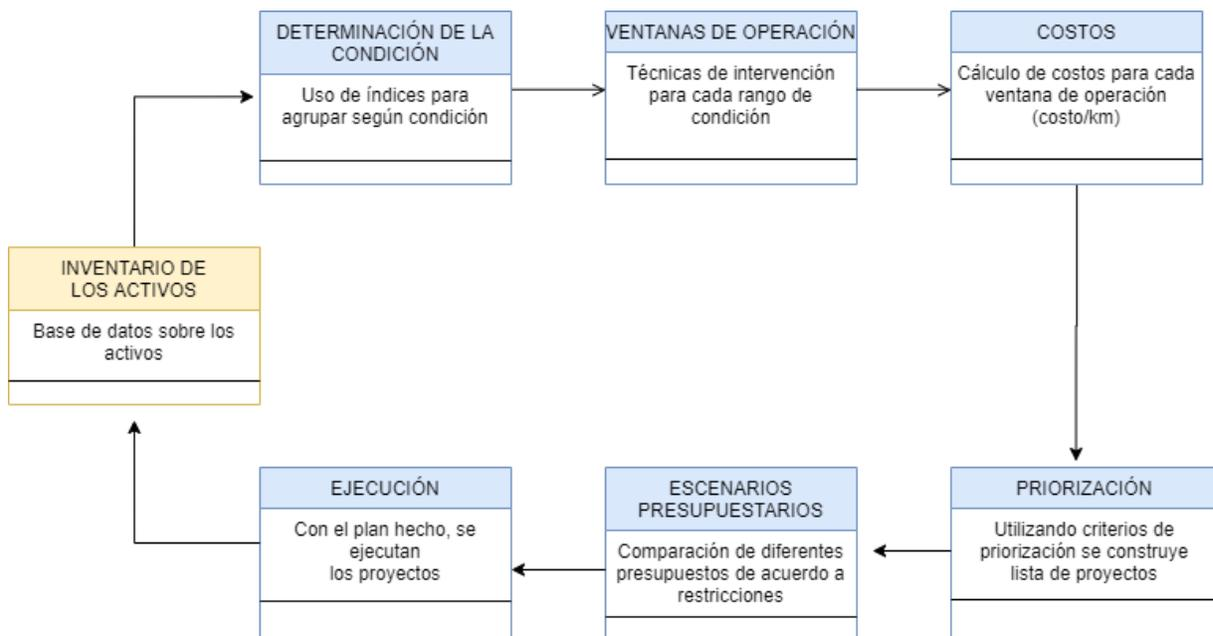 DETERMINACIÓN DE LA
CONDICIÓN
Uso de índices para
agrupar según condición
VENTANAS DE OPERACIÓN
Técnicas de intervención
para cada rango de
condición
COSTOS
Cálculo de costos para cada
ventana de operación
(costo/km)
INVENTARIO DE
LOS ACTIVOS
Base de datos sobre los
activos
EJECUCIÓN
Con el plan hecho, se
ejecutan
los proyectos
ESCENARIOS
PRESUPUESTARIOS
Comparación de diferentes
presupuestos de acuerdo a
restricciones
PRIORIZACIÓN
Utilizando criterios de
priorización se construye
lista de proyectos